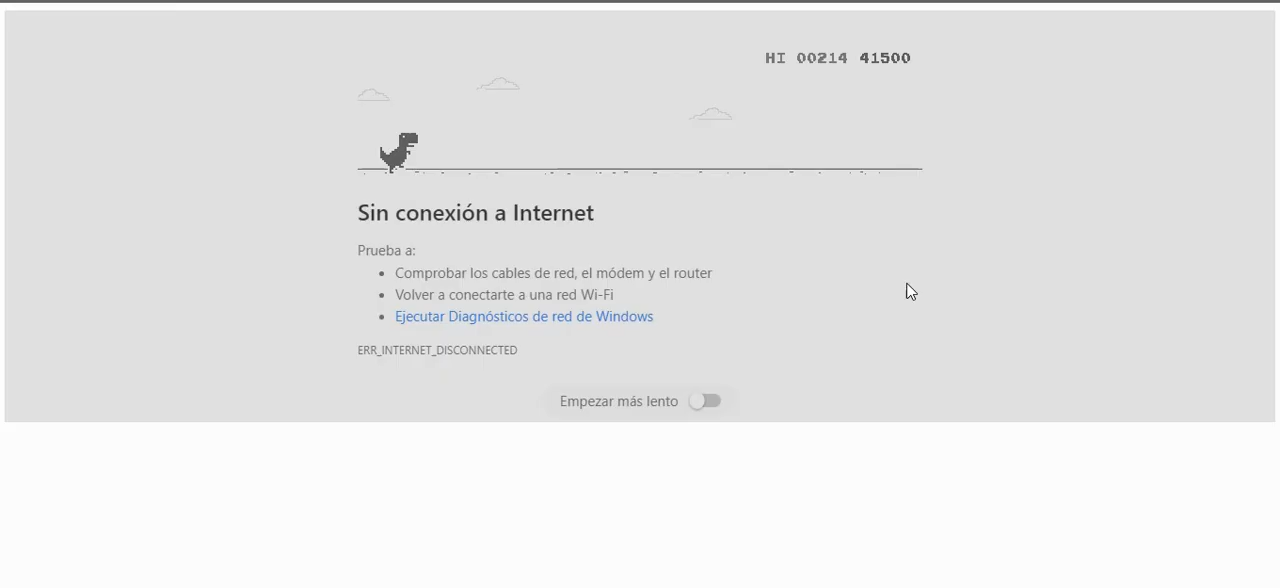 HI 00214 41500
Sin conexión a Internet
Prueba a:
Comprobar los cables de red, el módem y el router
Volver a conectarte a una red Wi-Fi
Ejecutar Diagnósticos de red de Windows
ERR_INTERNET_DISCONNECTED
Empezar más lento